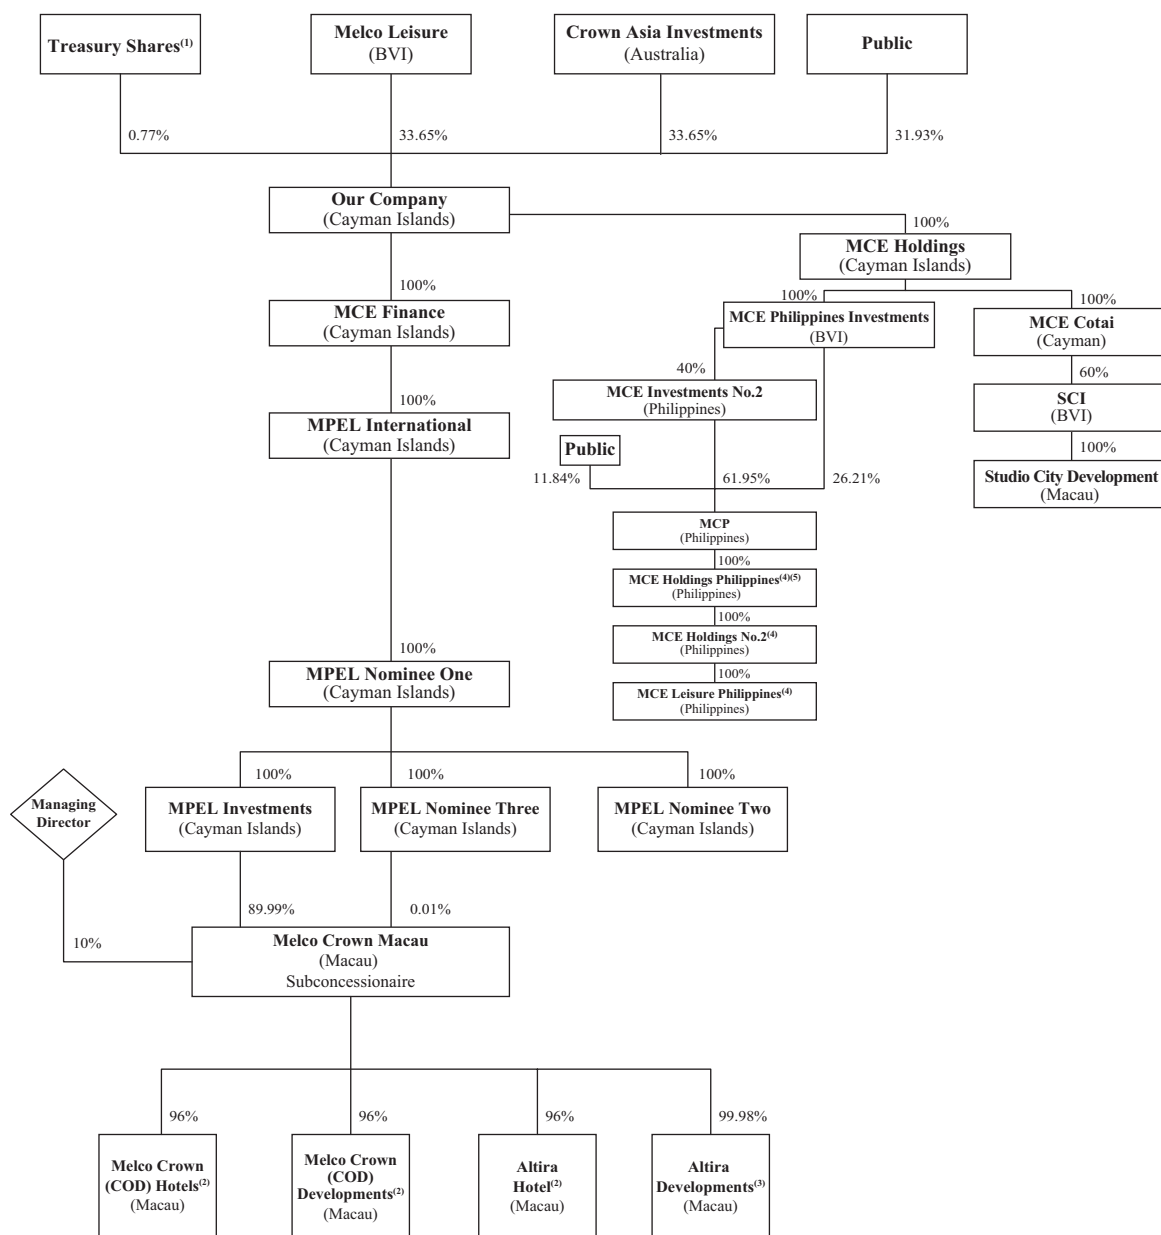 Treasury Shares(1)
Melco Leisure
(BVI)
Crown Asia Investments
(Australia)
Public
0.77%
33.65%
33.65%
31.93%
Our Company
(Cayman Islands)
100%
MCE Holdings
(Cayman Islands)
100%
MCE Finance
(Cayman Islands)
100%
MCE Philippines Investments
(BVI)
100%
MCE Cotai
(Cayman)
40%
60%
MCE Investments No.2
(Philippines)
SCI
(BVI)
100%
MPEL International
(Cayman Islands)
Public
100%
11.84%
61.95%
26.21%
Studio City Development
(Macau)
MCP
(Philippines)
100%
MCE Holdings Philippines(4)(5)
(Philippines)
100%
MCE Holdings No.2(4)
(Philippines)
100%
MCE Leisure Philippines(4)
(Philippines)
100%
MPEL Nominee One
(Cayman Islands)
100%
100%
100%
Managing
Director
MPEL Investments
(Cayman Islands)
MPEL Nominee Three
(Cayman Islands)
MPEL Nominee Two
(Cayman Islands)
89.99%
0.01%
10%
Melco Crown Macau
(Macau)
Subconcessionaire
96%
96%
96%
99.98%
Melco Crown
(COD) Hotels(2)
(Macau)
Melco Crown
(COD)
Developments(2)
(Macau)
Altira
Hotel(2)
(Macau)
Altira
Developments(3)
(Macau)